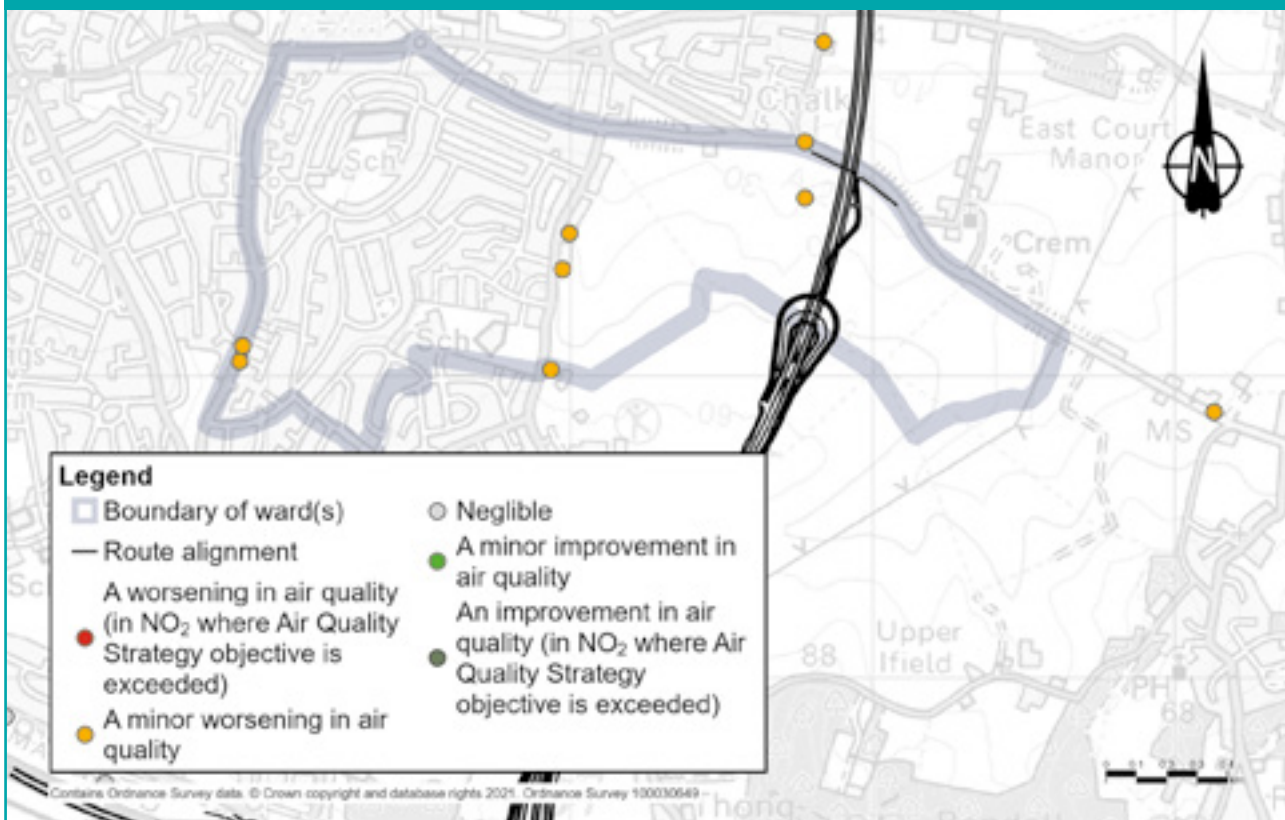 Chalk
East Court
Manor
Sch
30
Crem
Sch
60
MS
Legend
Boundary of ward(s)
Neglible
Route alignment
A minor improvement in
air quality
A worsening in air quality
(in NO₂ where Air Quality
Strategy objective is
exceeded)
An improvement in air
quality (in NO₂ where Air
Quality Strategy
objective is exceeded)
A minor worsening in air
quality
Upper
Ifield
88
PH
68
N
Contains Ordnance Survey data. © Crown copyright and database rights 2021. Ordnance Survey 100030649
Thong